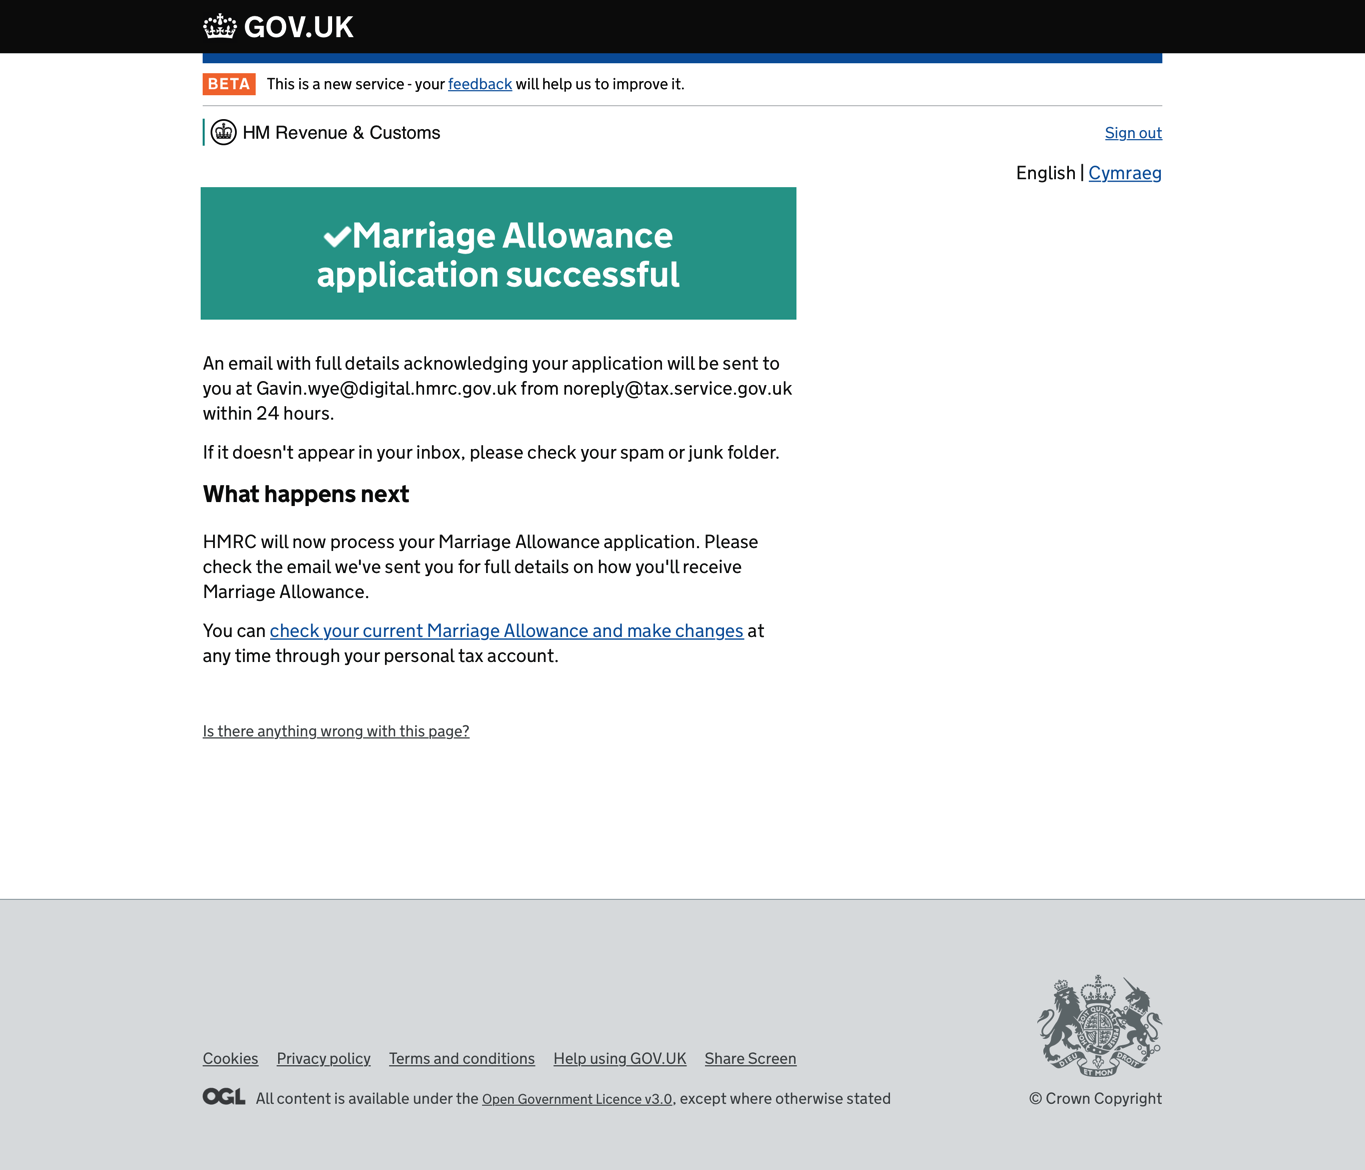 GOV.UK
BETA This is a new service - your feedback will help us to improve it.
HM Revenue & Customs
Sign out
English | Cymraeg
Marriage Allowance
application successful
An email with full details acknowledging your application will be sent to
you at Gavin.wye@digital.hmrc.gov.uk from noreply@tax.service.gov.uk
within 24 hours.
If it doesn't appear in your inbox, please check your spam or junk folder.
What happens next
HMRC will now process your Marriage Allowance application. Please
check the email we've sent you for full details on how you'll receive
Marriage Allowance.
You can check your current Marriage Allowance and make changes at
any time through your personal tax account.
Is there anything wrong with this page?
Cookies Privacy policy Terms and conditions Help using GOV.UK Share Screen
OGL All content is available under the Open Government Licence v3.0, except where otherwise stated
DIEU ET MON DROIT
© Crown Copyright